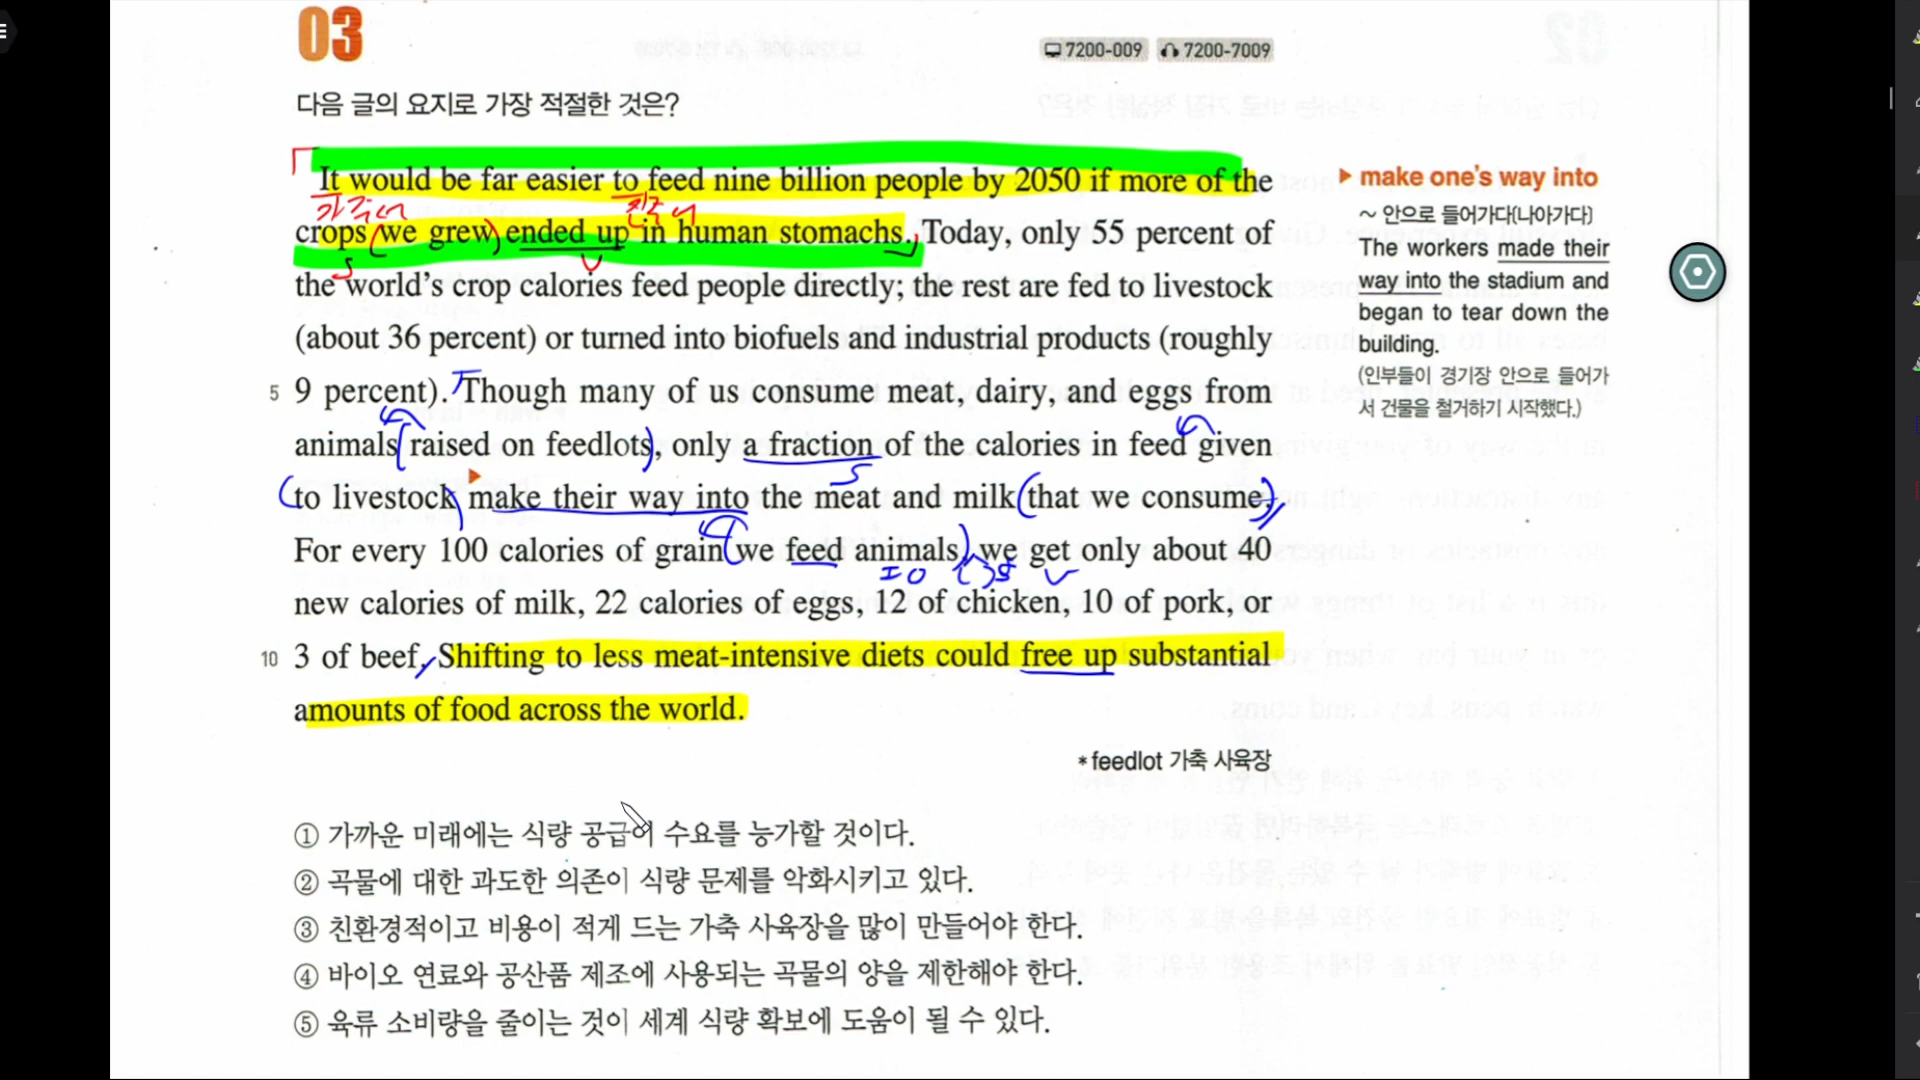 03
7200-009 7200-7009
다음 글의 요지로 가장 적절한 것은?
It would be far easier to feed nine billion people by 2050 if more of the
가주어 진주어
crops (we grew) ended up in human stomachs. Today, only 55 percent of
S V
the world's crop calories feed people directly; the rest are fed to livestock
(about 36 percent) or turned into biofuels and industrial products (roughly
5 9 percent). Though many of us consume meat, dairy, and eggs from
animals (raised on feedlots), only a fraction of the calories in feed given
S
(to livestock) make their way into the meat and milk (that we consume).
For every 100 calories of grain (we feed animals), we get only about 40
IO S V
new calories of milk, 22 calories of eggs, 12 of chicken, 10 of pork, or
10 3 of beef. Shifting to less meat-intensive diets could free up substantial
amounts of food across the world.
* feedlot 가축 사육장
① 가까운 미래에는 식량 공급이 수요를 능가할 것이다.
② 곡물에 대한 과도한 의존이 식량 문제를 악화시키고 있다.
③ 친환경적이고 비용이 적게 드는 가축 사육장을 많이 만들어야 한다.
④ 바이오 연료와 공산품 제조에 사용되는 곡물의 양을 제한해야 한다.
⑤ 육류 소비량을 줄이는 것이 세계 식량 확보에 도움이 될 수 있다.
▶ make one's way into
~ 안으로 들어가다[나아가다]
The workers made their
way into the stadium and
began to tear down the
building.
(인부들이 경기장 안으로 들어가
서 건물을 철거하기 시작했다.)